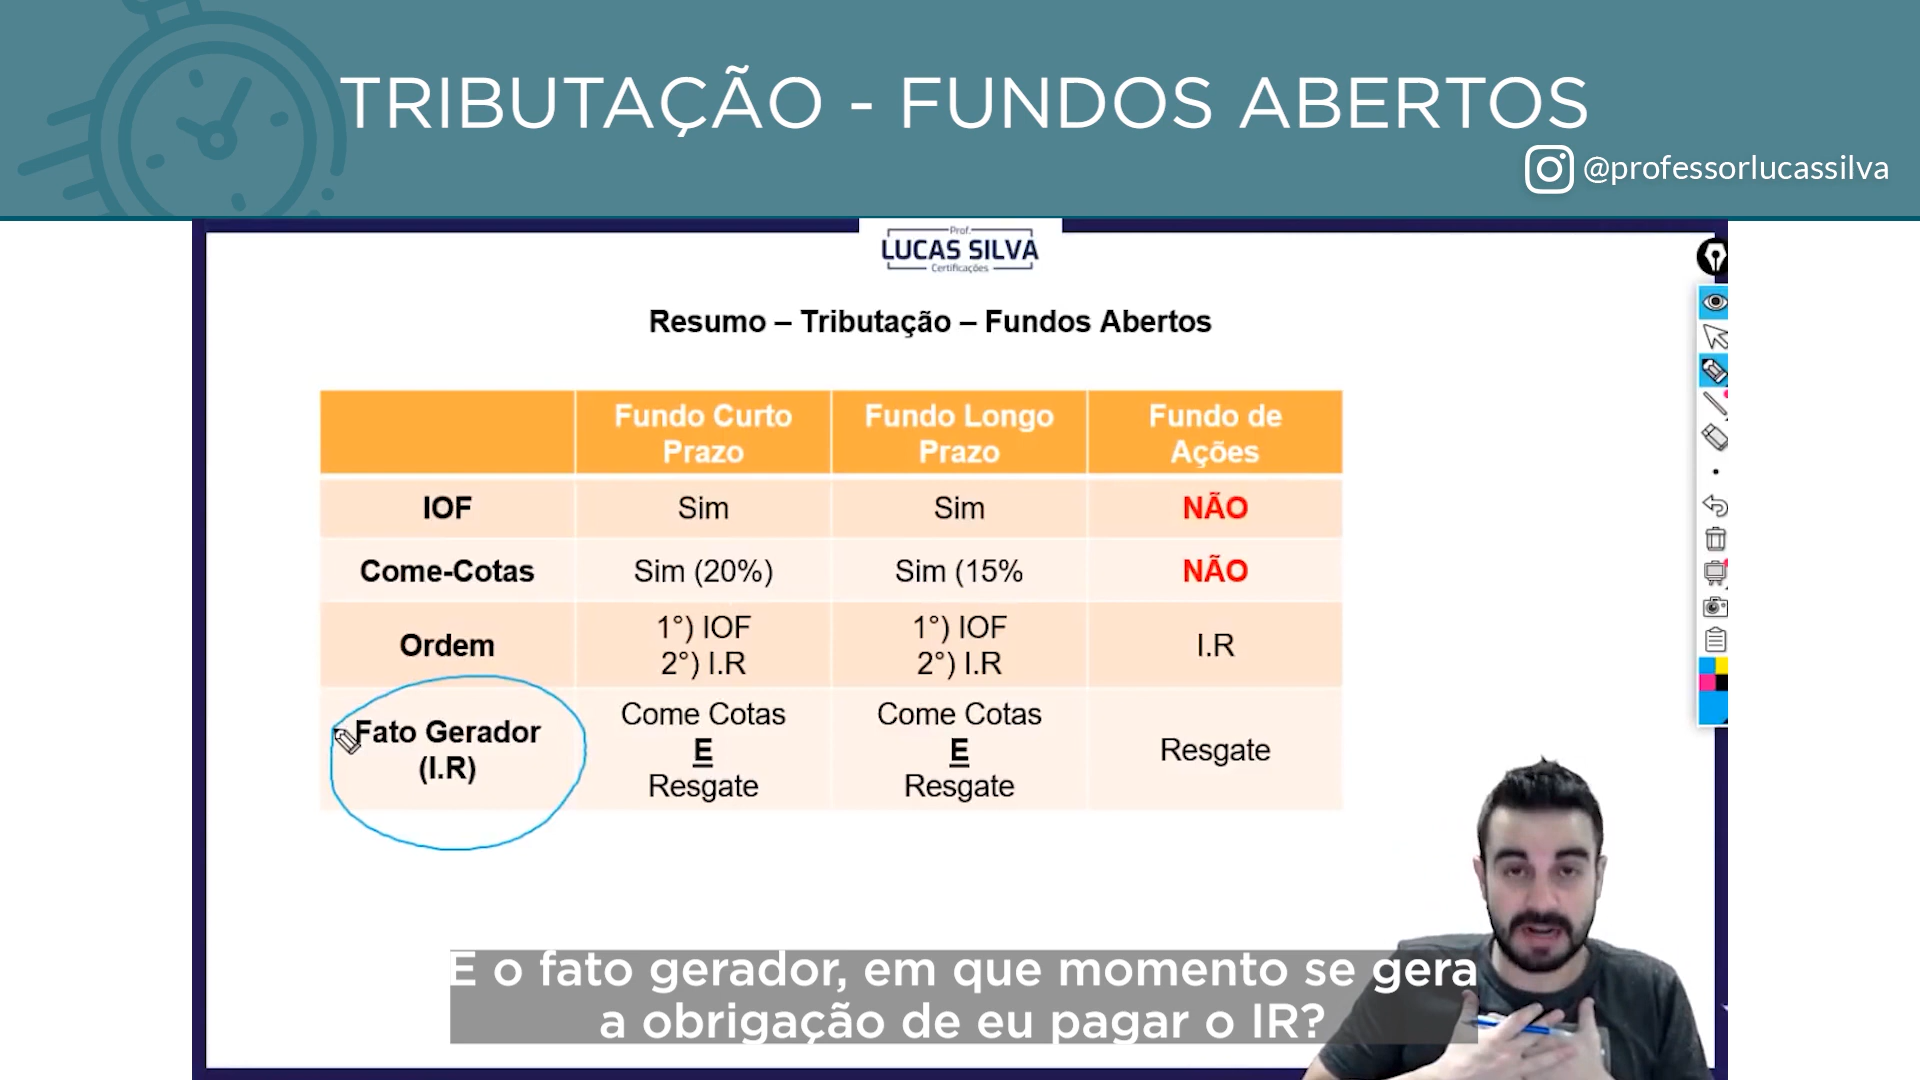 TRIBUTAÇÃO - FUNDOS ABERTOS
@professorlucassilva
Prof.
LUCAS SILVA
Certificações
Resumo – Tributação – Fundos Abertos
Fundo Curto Prazo
Fundo Longo Prazo
Fundo de Ações
IOF
Sim
Sim
NÃO
Come-Cotas
Sim (20%)
Sim (15%
NÃO
Ordem
1°) IOF
2°) I.R
1°) IOF
2°) I.R
I.R
Fato Gerador
(I.R)
Come Cotas
E
Resgate
Come Cotas
E
Resgate
Resgate
E o fato gerador, em que momento se gera
a obrigação de eu pagar o IR?